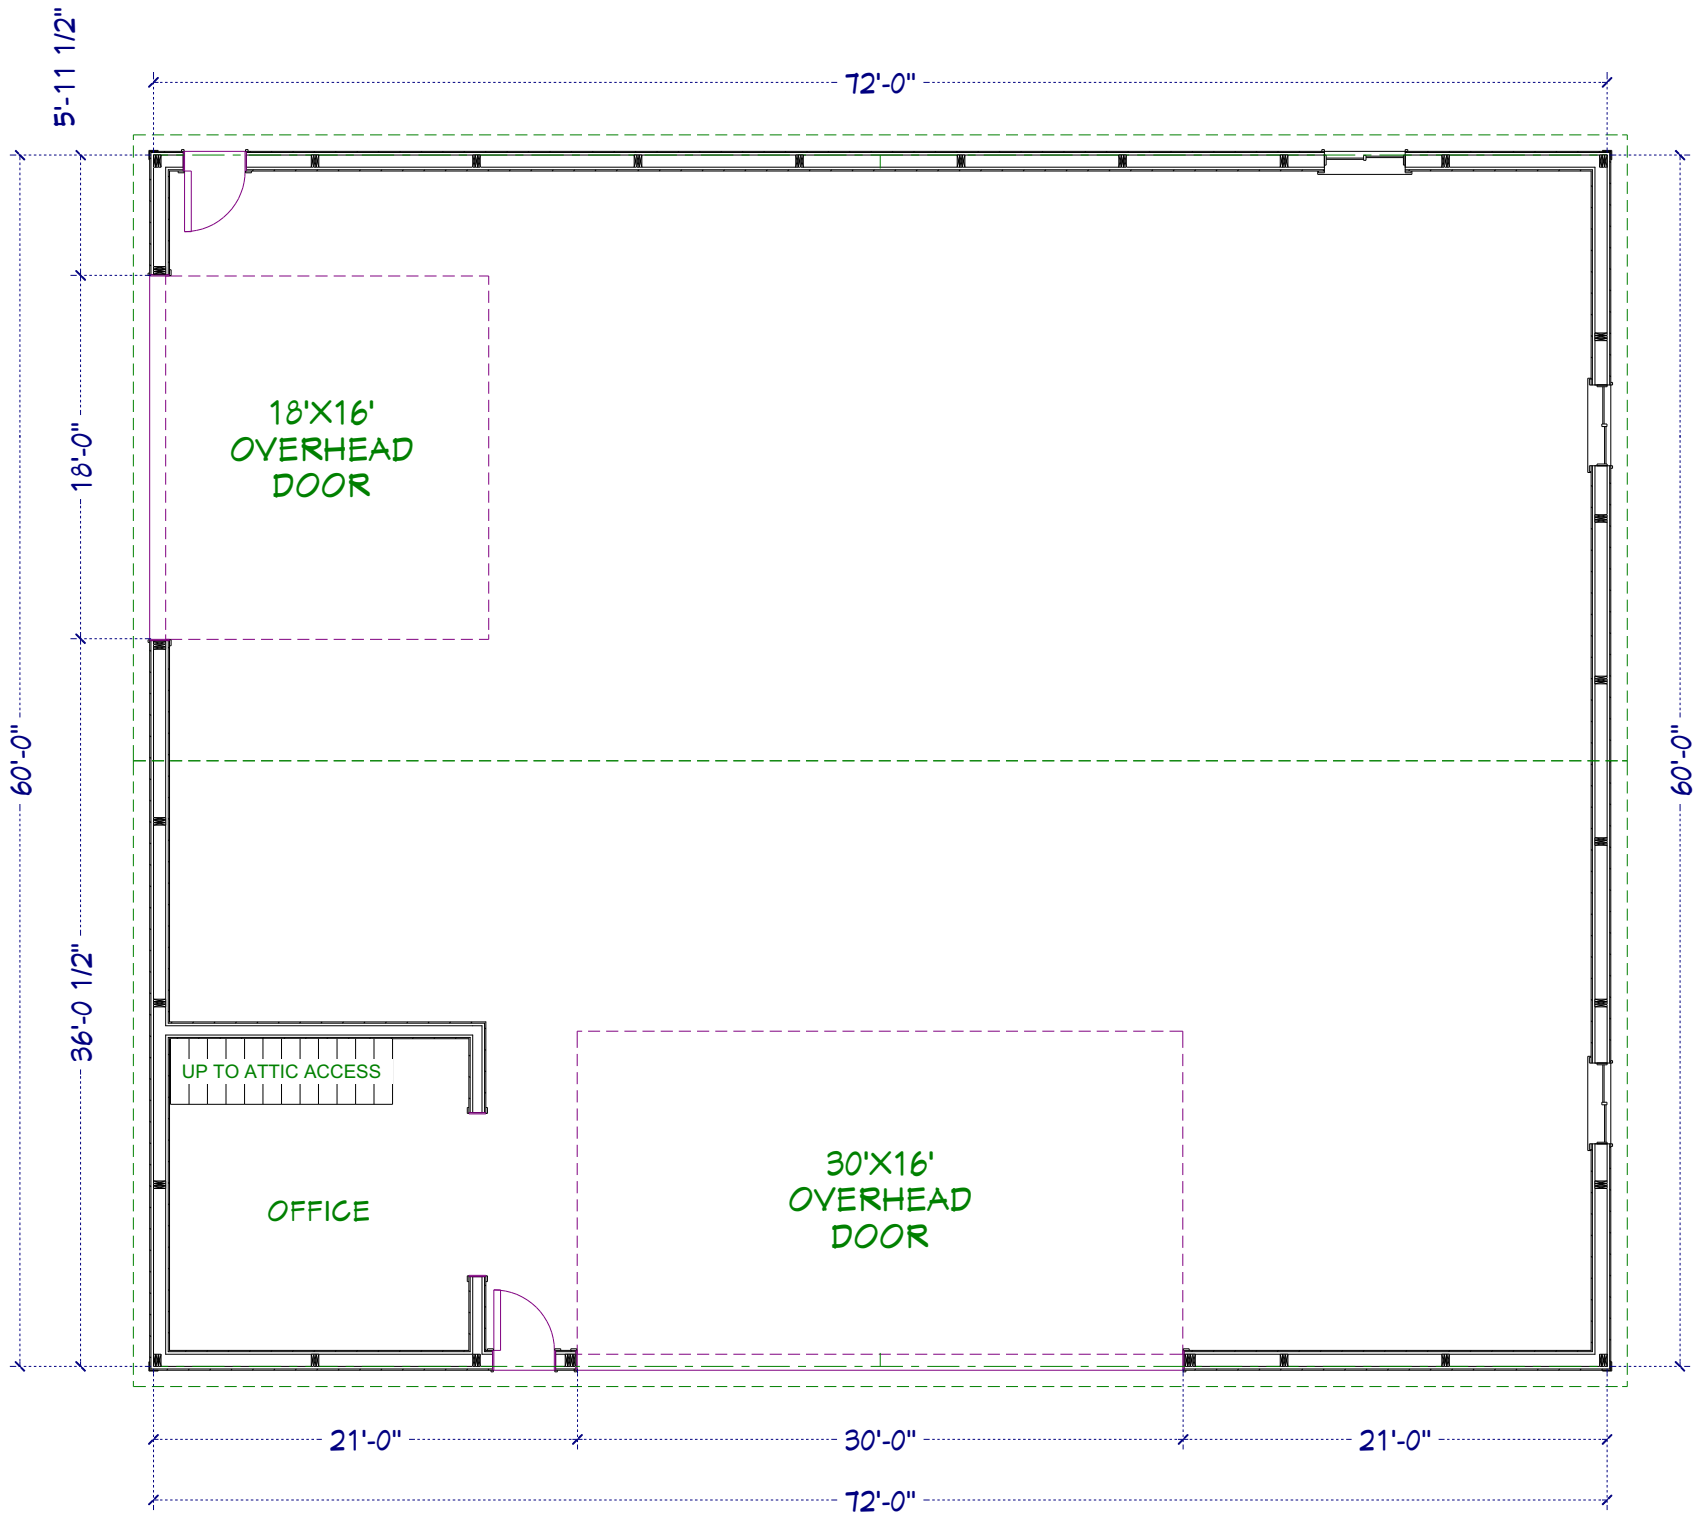 5'-11 1/2"
72'-0"
18'X16'
OVERHEAD
DOOR
18'-0"
60'-0"
60'-0"
36'-0 1/2"
UP TO ATTIC ACCESS
OFFICE
30'X16'
OVERHEAD
DOOR
21'-0"
30'-0"
21'-0"
72'-0"